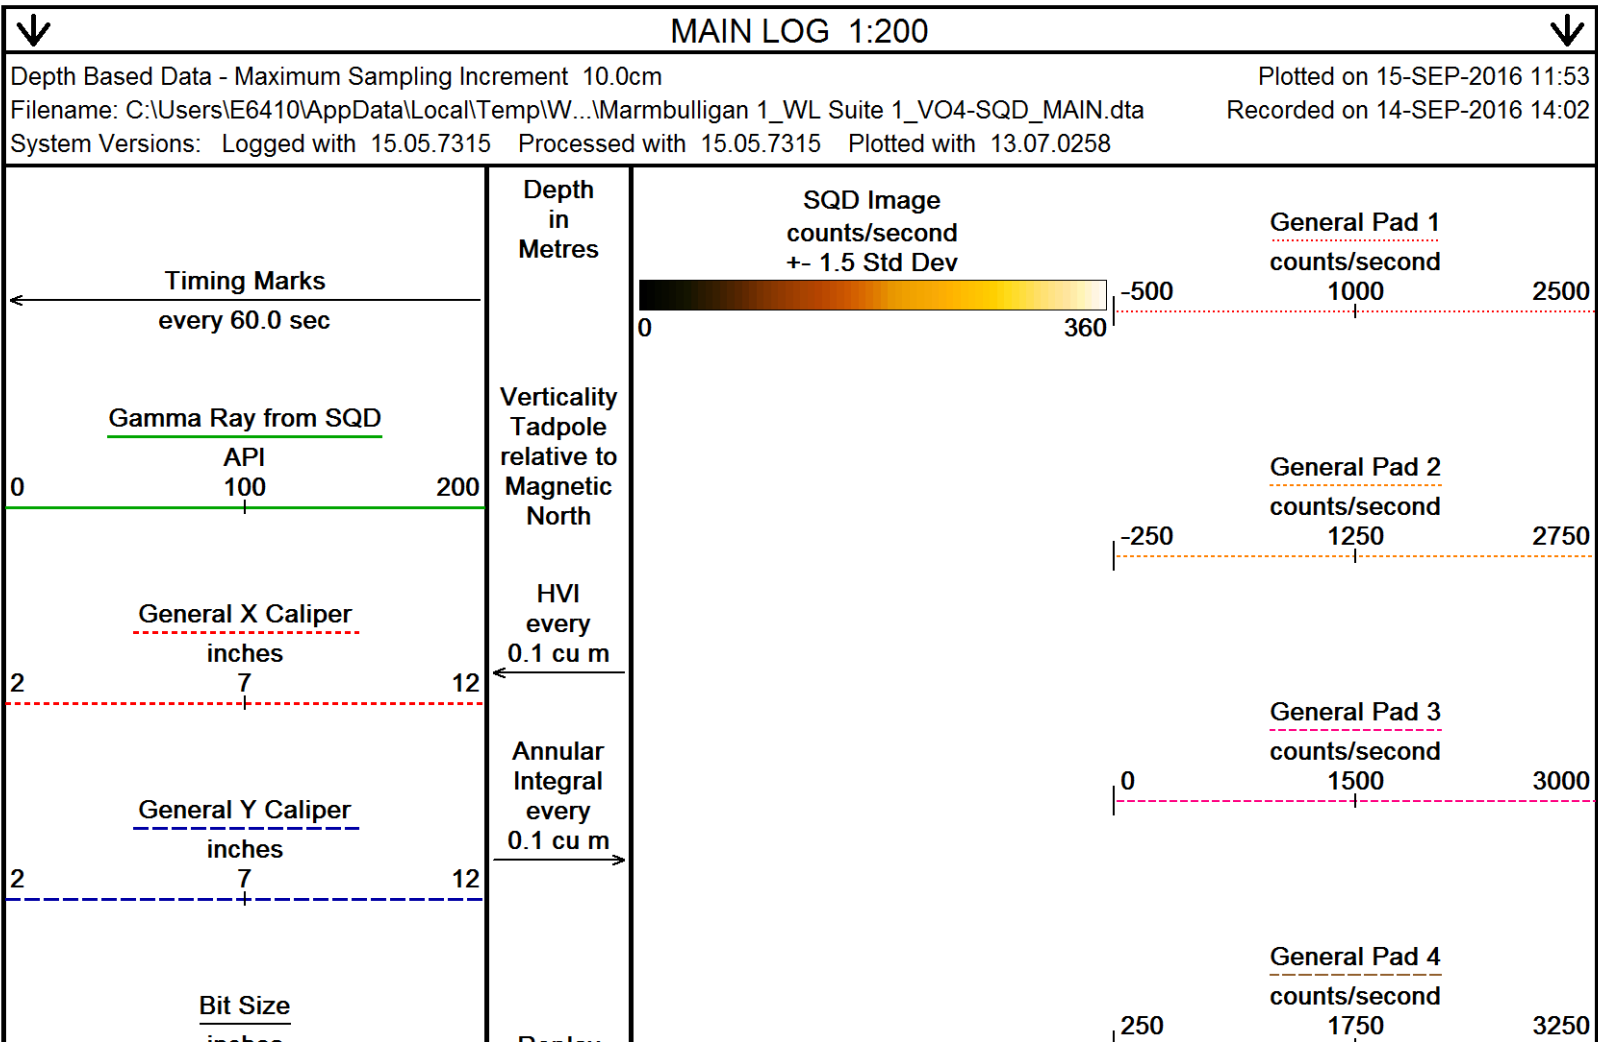 MAIN LOG 1:200
Depth Based Data - Maximum Sampling Increment 10.0cm
Plotted on 15-SEP-2016 11:53
Filename: C:\Users\E6410\AppData\Local\Temp\W...\Marmbulligan 1_WL Suite 1_VO4-SQD_MAIN.dta
Recorded on 14-SEP-2016 14:02
System Versions: Logged with 15.05.7315 Processed with 15.05.7315 Plotted with 13.07.0258
Timing Marks
every 60.0 sec
Gamma Ray from SQD
API
0 100 200
General X Caliper
inches
2 7 12
General Y Caliper
inches
2 7 12
Bit Size
inches
Depth
in
Metres
Verticality
Tadpole
relative to
Magnetic
North
HVI
every
0.1 cu m
Annular
Integral
every
0.1 cu m
Replay
SQD Image
counts/second
+- 1.5 Std Dev
0 360
General Pad 1
counts/second
-500 1000 2500
General Pad 2
counts/second
-250 1250 2750
General Pad 3
counts/second
0 1500 3000
General Pad 4
counts/second
250 1750 3250